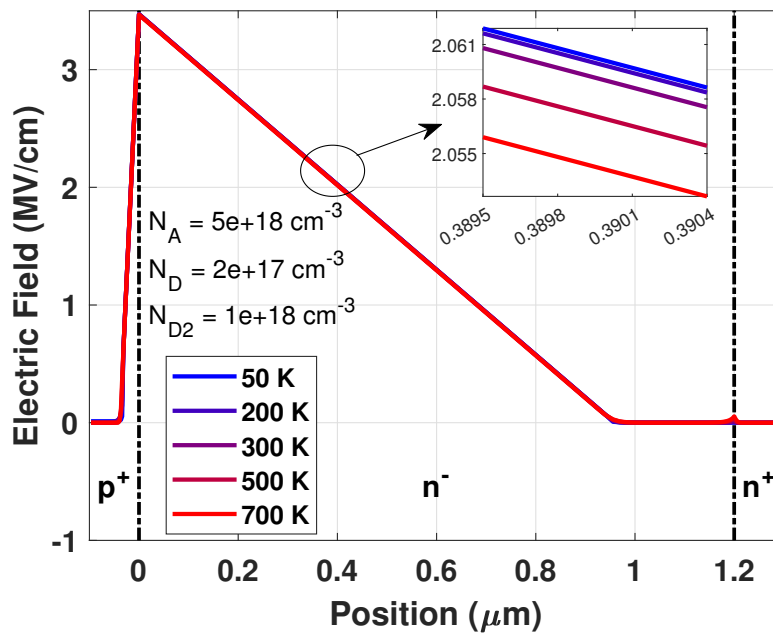 Electric Field (MV/cm)
3
2
1
0
-1
0
0.2
0.4
0.6
0.8
1
1.2
Position (μm)
N_A = 5e+18 cm^-3
N_D = 2e+17 cm^-3
N_D2 = 1e+18 cm^-3
50 K
200 K
300 K
500 K
700 K
p^+
n^-
n^+
2.061
2.058
2.055
0.3895
0.3898
0.3901
0.3904